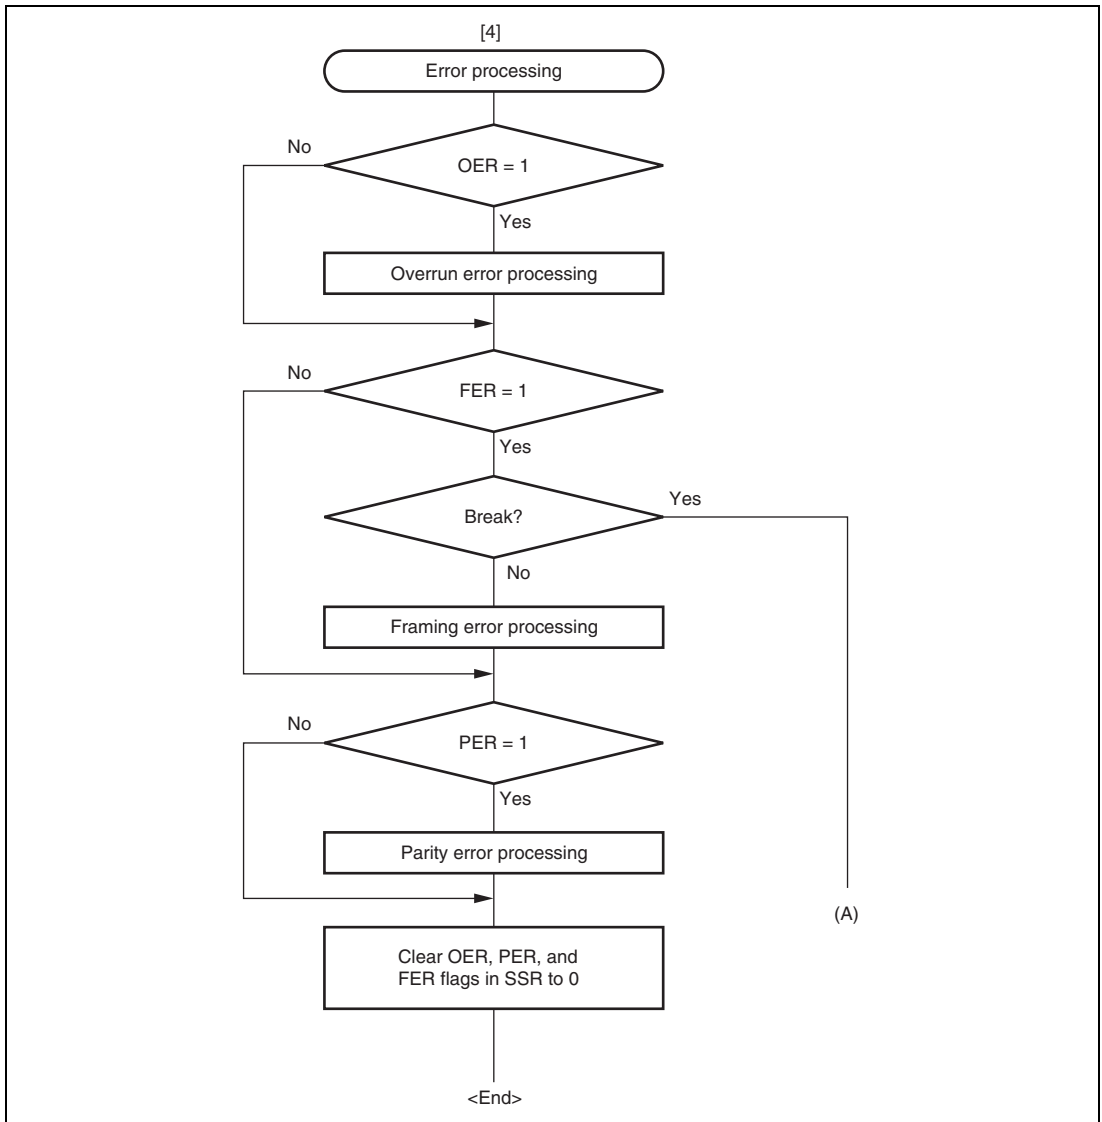 [4]
Error processing
No
OER = 1
Yes
Overrun error processing
No
FER = 1
Yes
Break?
Yes
No
Framing error processing
No
PER = 1
Yes
Parity error processing
(A)
Clear OER, PER, and
FER flags in SSR to 0
<End>